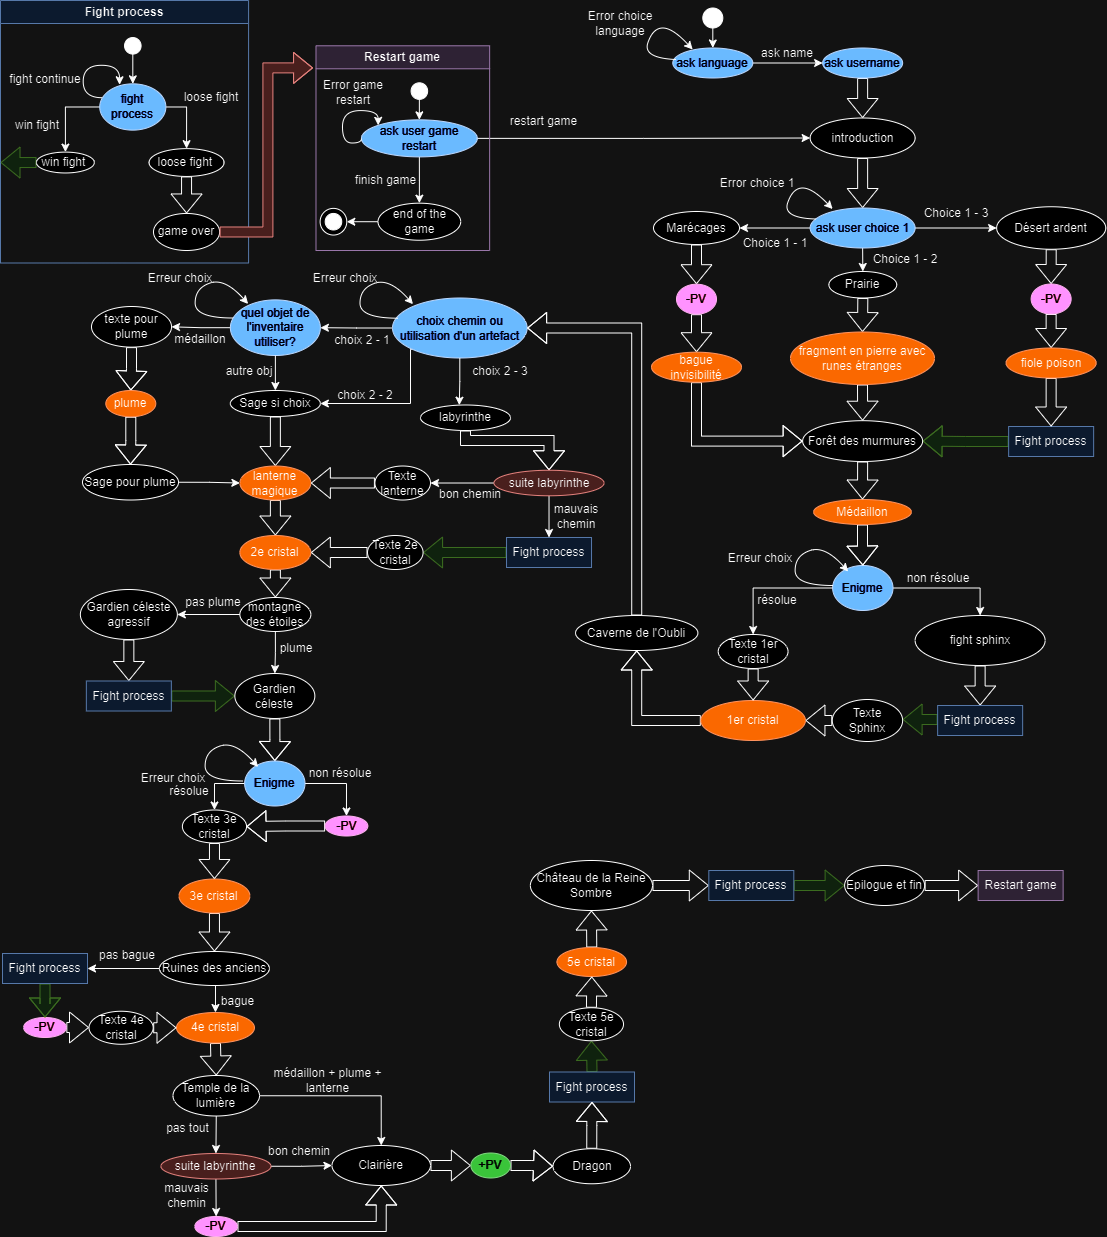 Fight process
fight continue
fight
process
loose fight
win fight
win fight
loose fight
game over
Restart game
Error game
restart
ask user game
restart
restart game
finish game
end of the
game
Error choice
language
ask language
ask name
ask username
introduction
Error choice 1
Marécages
ask user choice 1
Choice 1 - 3
Désert ardent
Choice 1 - 1
Choice 1 - 2
Prairie
-PV
-PV
bague
invisibilité
fragment en pierre avec
runes étranges
fiole poison
Forêt des murmures
Fight process
Médaillon
Erreur choix
Enigme
non résolue
résolue
Texte 1er
cristal
fight sphinx
1er cristal
Texte
Sphinx
Fight process
Caverne de l'Oubli
Erreur choix
Erreur choix
texte pour
plume
médaillon
quel objet de
l'inventaire
utiliser?
choix 2 - 1
choix chemin ou
utilisation d'un artefact
autre obj
choix 2 - 2
choix 2 - 3
plume
Sage si choix
labyrinthe
Sage pour plume
lanterne
magique
Texte
lanterne
bon chemin
suite labyrinthe
mauvais
chemin
2e cristal
Texte 2e
cristal
Fight process
Gardien céleste
agressif
pas plume
montagne
des étoiles
plume
Fight process
Gardien
céleste
Erreur choix
résolue
Enigme
non résolue
Texte 3e
cristal
-PV
3e cristal
Fight process
pas bague
Ruines des anciens
bague
-PV
Texte 4e
cristal
4e cristal
Temple de la
lumière
médaillon + plume +
lanterne
pas tout
suite labyrinthe
bon chemin
mauvais
chemin
-PV
Clairière
+PV
Dragon
Fight process
Texte 5e
cristal
5e cristal
Château de la Reine
Sombre
Fight process
Epilogue et fin
Restart game